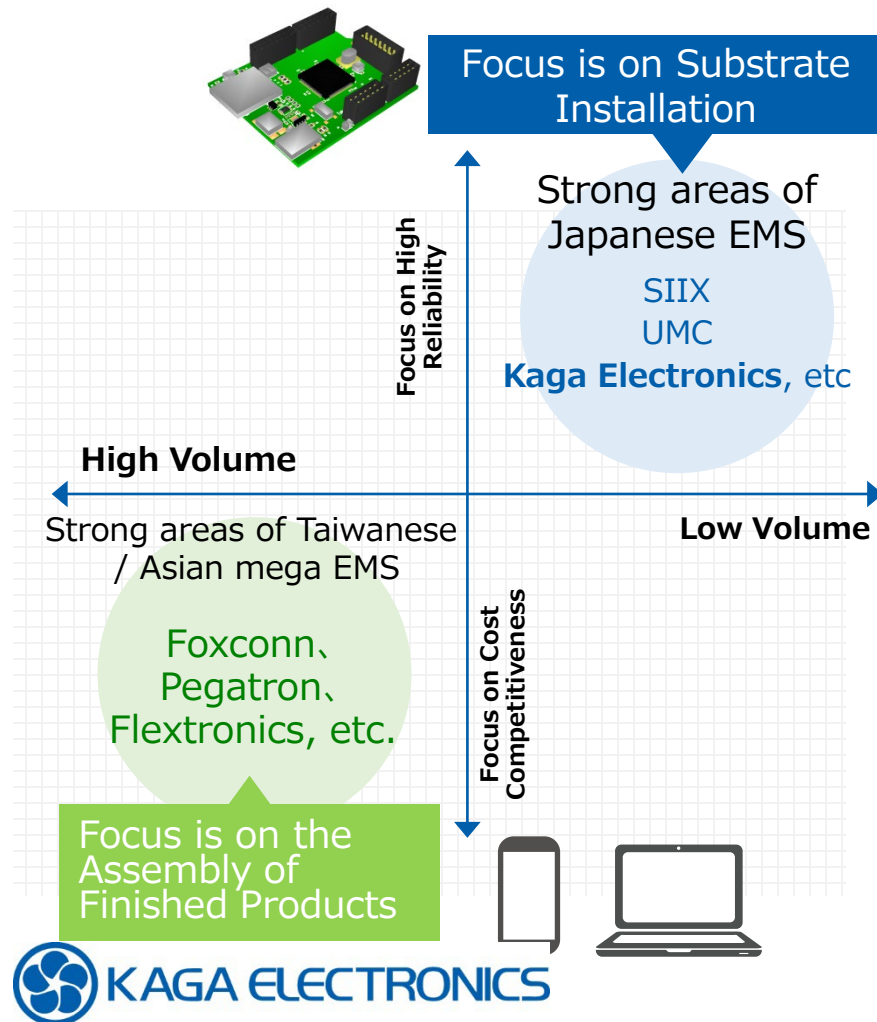 Focus is on Substrate
Installation
Strong areas of
Japanese EMS
SIIX
UMC
Kaga Electronics, etc
Focus on High
Reliability
High Volume
Low Volume
Strong areas of Taiwanese
/ Asian mega EMS
Foxconn、
Pegatron、
Flextronics, etc.
Focus on Cost
Competitiveness
Focus is on the
Assembly of
Finished Products
KAGA ELECTRONICS